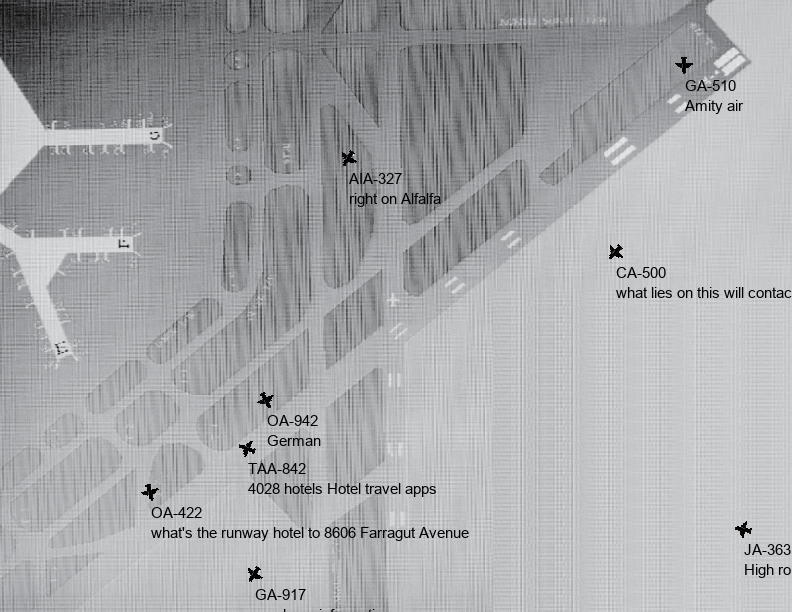 GA-510
Amity air
AIA-327
right on Alfalfa
CA-500
what lies on this will contac
OA-942
German
TAA-842
4028 hotels Hotel travel apps
OA-422
what's the runway hotel to 8606 Farragut Avenue
JA-363
High ro
GA-917